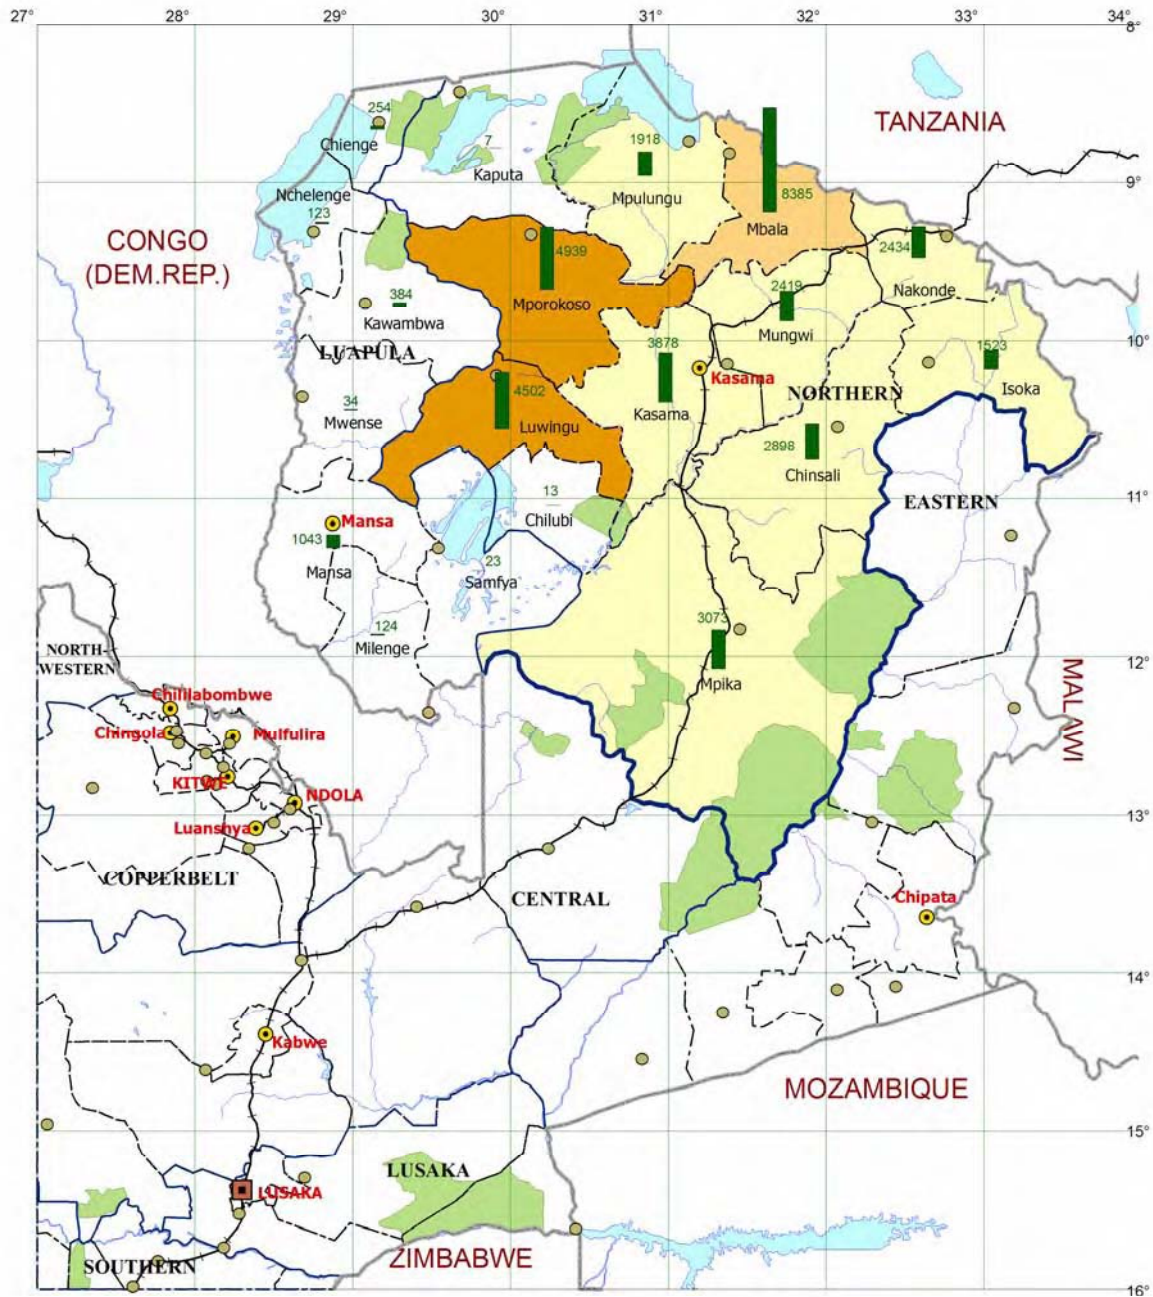 27°
28°
29°
30°
31°
32°
33°
34°
8°
TANZANIA
254
Chienge
7
Kaputa
1918
Mpulungu
8385
Mbala
9°
Nchelenge
123
CONGO
(DEM.REP.)
4939
Mporokoso
2434
Nakonde
384
Kawambwa
2419
Mungwi
10°
LUAPULA
3878
Kasama
Kasama
1523
Isoka
NORTHERN
34
Mwense
4502
Luwingu
2898
Chinsali
EASTERN
11°
13
Chilubi
Mansa
1043
Mansa
23
Samfya
124
Milenge
3073
Mpika
12°
NORTH-
WESTERN
MALAWI
Chililabombwe
Chingola
Mulfulira
KITWE
NDOLA
Luanshya
13°
COPPERBELT
CENTRAL
Chipata
14°
Kabwe
MOZAMBIQUE
15°
LUSAKA
LUSAKA
ZIMBABWE
SOUTHERN
16°